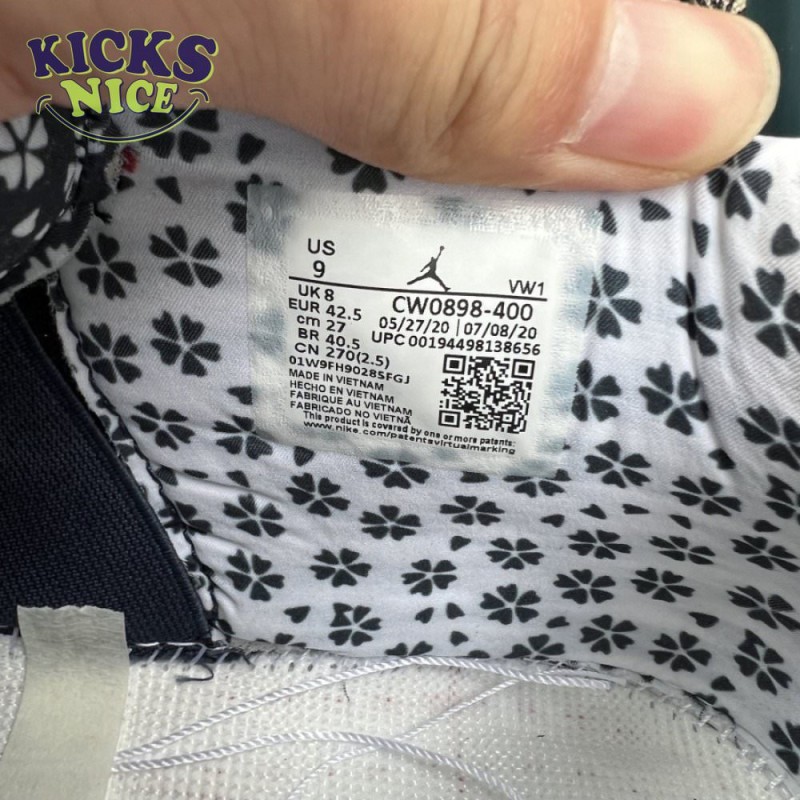 KICKS
NICE
US
9
VW1
UK 8
EUR 42.5
cm 27
BR 40.5
CN 270(2.5)
CW0898-400
05/27/20 | 07/08/20
UPC 00194498138656
01W9FH9028SFGJ
MADE IN VIETNAM
HECHO EN VIETNAM
FABRIQUE AU VIETNAM
FABRICADO NO VIETNÃ
This product is covered by one or more patents:
www.nike.com/patentsvirtualmarking